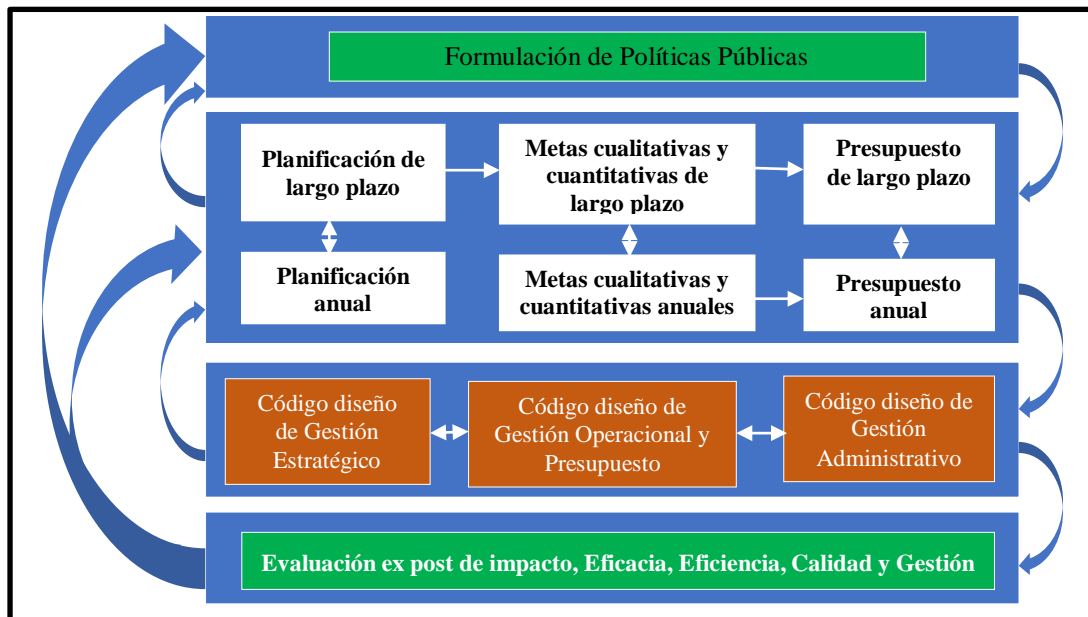 Formulación de Políticas Públicas
Planificación de
largo plazo
Metas cualitativas y
cuantitativas de
largo plazo
Presupuesto
de largo plazo
Planificación
anual
Metas cualitativas y
cuantitativas anuales
Presupuesto
anual
Código diseño
de Gestión
Estratégico
Código diseño de
Gestión Operacional y
Presupuesto
Código diseño de
Gestión
Administrativo
Evaluación ex post de impacto, Eficacia, Eficiencia, Calidad y Gestión